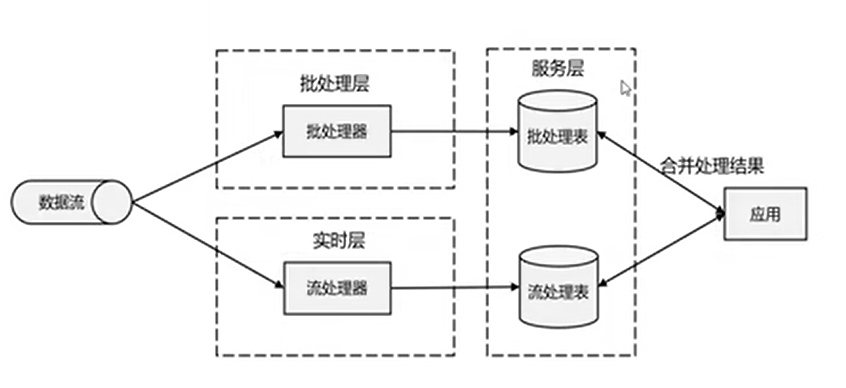 批处理层
服务层
批处理器
批处理表
合并处理结果
数据流
应用
实时层
流处理器
流处理表